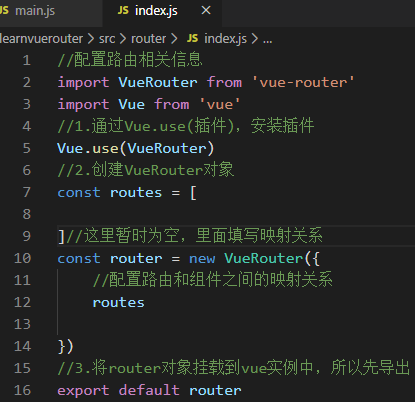 JS main.js JS index.js ×
learnvuerouter > src > router > JS index.js > ...
1 //配置路由相关信息
2 import VueRouter from 'vue-router'
3 import Vue from 'vue'
4 //1.通过Vue.use(插件)，安装插件
5 Vue.use(VueRouter)
6 //2.创建VueRouter对象
7 const routes = [
8
9 ]//这里暂时为空，里面填写映射关系
10 const router = new VueRouter({
11 //配置路由和组件之间的映射关系
12 routes
13
14 })
15 //3.将router对象挂载到vue实例中，所以先导出
16 export default router